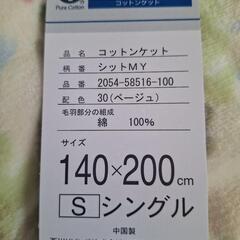 Pure Cotton
コットンケット
品名 コットンケット
柄番 シットMY
品番 2054-58516-100
配色 30(ベージュ)
毛羽部分の組成
綿 100%
サイズ
140×200cm
S シングル
中国製